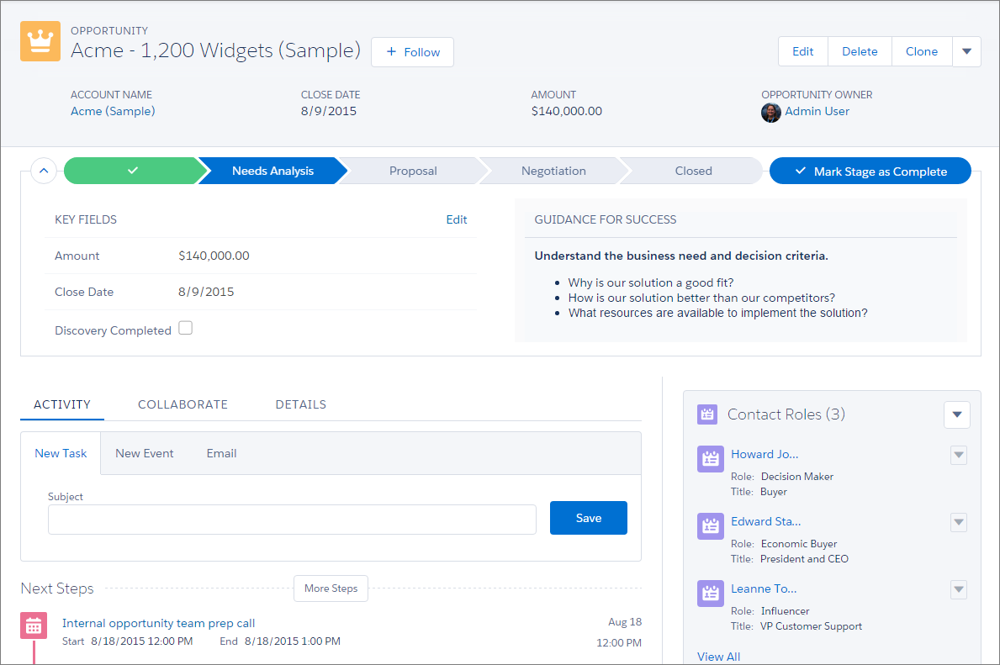 OPPORTUNITY
Acme - 1,200 Widgets (Sample)
+ Follow
Edit
Delete
Clone
ACCOUNT NAME
Acme (Sample)
CLOSE DATE
8/9/2015
AMOUNT
$140,000.00
OPPORTUNITY OWNER
Admin User
Needs Analysis
Proposal
Negotiation
Closed
Mark Stage as Complete
KEY FIELDS
Edit
Amount $140,000.00
Close Date 8/9/2015
Discovery Completed
GUIDANCE FOR SUCCESS
Understand the business need and decision criteria.
• Why is our solution a good fit?
• How is our solution better than our competitors?
• What resources are available to implement the solution?
ACTIVITY
COLLABORATE
DETAILS
New Task
New Event
Email
Subject
Save
Next Steps
More Steps
Internal opportunity team prep call
Aug 18
Start 8/18/2015 12:00 PM End 8/18/2015 1:00 PM
12:00 PM
Contact Roles (3)
Howard Jo...
Role: Decision Maker
Title: Buyer
Edward Sta...
Role: Economic Buyer
Title: President and CEO
Leanne To...
Role: Influencer
Title: VP Customer Support
View All